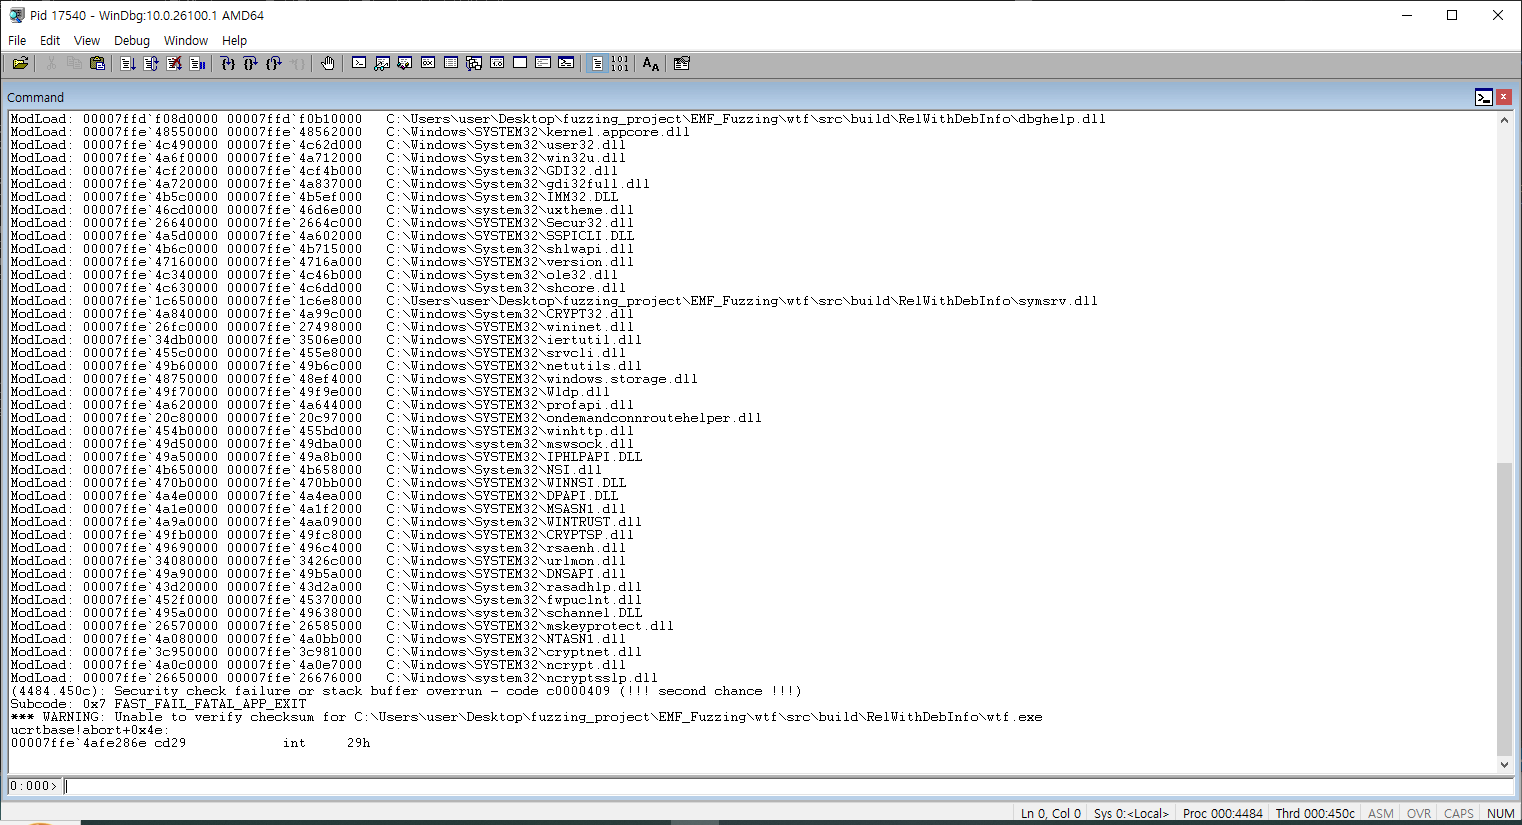 Pid 17540 - WinDbg:10.0.26100.1 AMD64
File Edit View Debug Window Help
Command
ModLoad: 00007ffd`f08d0000 00007ffd`f0b10000   C:\Users\user\Desktop\fuzzing_project\EMF_Fuzzing\wtf\src\build\RelWithDebInfo\dbghelp.dll
ModLoad: 00007ffe`48550000 00007ffe`48562000   C:\Windows\SYSTEM32\kernel.appcore.dll
ModLoad: 00007ffe`4c490000 00007ffe`4c62d000   C:\Windows\System32\user32.dll
ModLoad: 00007ffe`4a6f0000 00007ffe`4a712000   C:\Windows\System32\win32u.dll
ModLoad: 00007ffe`4cf20000 00007ffe`4cf4b000   C:\Windows\System32\GDI32.dll
ModLoad: 00007ffe`4a720000 00007ffe`4a837000   C:\Windows\System32\gdi32full.dll
ModLoad: 00007ffe`4b5c0000 00007ffe`4b5ef000   C:\Windows\System32\IMM32.DLL
ModLoad: 00007ffe`46cd0000 00007ffe`46d6e000   C:\Windows\system32\uxtheme.dll
ModLoad: 00007ffe`26640000 00007ffe`2664c000   C:\Windows\SYSTEM32\Secur32.dll
ModLoad: 00007ffe`4a5d0000 00007ffe`4a602000   C:\Windows\SYSTEM32\SSPICLI.DLL
ModLoad: 00007ffe`4b6c0000 00007ffe`4b715000   C:\Windows\System32\shlwapi.dll
ModLoad: 00007ffe`47160000 00007ffe`4716a000   C:\Windows\SYSTEM32\version.dll
ModLoad: 00007ffe`4c340000 00007ffe`4c46b000   C:\Windows\System32\ole32.dll
ModLoad: 00007ffe`4c630000 00007ffe`4c6dd000   C:\Windows\System32\shcore.dll
ModLoad: 00007ffe`1c650000 00007ffe`1c6e8000   C:\Users\user\Desktop\fuzzing_project\EMF_Fuzzing\wtf\src\build\RelWithDebInfo\symsrv.dll
ModLoad: 00007ffe`4a840000 00007ffe`4a99c000   C:\Windows\System32\CRYPT32.dll
ModLoad: 00007ffe`26fc0000 00007ffe`27498000   C:\Windows\SYSTEM32\wininet.dll
ModLoad: 00007ffe`34db0000 00007ffe`3506e000   C:\Windows\SYSTEM32\iertutil.dll
ModLoad: 00007ffe`455c0000 00007ffe`455e8000   C:\Windows\SYSTEM32\srvcli.dll
ModLoad: 00007ffe`49b60000 00007ffe`49b6c000   C:\Windows\SYSTEM32\netutils.dll
ModLoad: 00007ffe`48750000 00007ffe`48ef4000   C:\Windows\SYSTEM32\windows.storage.dll
ModLoad: 00007ffe`49f70000 00007ffe`49f9e000   C:\Windows\SYSTEM32\Wldp.dll
ModLoad: 00007ffe`4a620000 00007ffe`4a644000   C:\Windows\SYSTEM32\profapi.dll
ModLoad: 00007ffe`20c80000 00007ffe`20c97000   C:\Windows\SYSTEM32\ondemandconnroutehelper.dll
ModLoad: 00007ffe`454b0000 00007ffe`455bd000   C:\Windows\SYSTEM32\winhttp.dll
ModLoad: 00007ffe`49d50000 00007ffe`49dba000   C:\Windows\system32\mswsock.dll
ModLoad: 00007ffe`49a50000 00007ffe`49a8b000   C:\Windows\SYSTEM32\IPHLPAPI.DLL
ModLoad: 00007ffe`4b650000 00007ffe`4b658000   C:\Windows\System32\NSI.dll
ModLoad: 00007ffe`470b0000 00007ffe`470bb000   C:\Windows\SYSTEM32\WINNSI.DLL
ModLoad: 00007ffe`4a4e0000 00007ffe`4a4ea000   C:\Windows\SYSTEM32\DPAPI.DLL
ModLoad: 00007ffe`4a1e0000 00007ffe`4a1f2000   C:\Windows\SYSTEM32\MSASN1.dll
ModLoad: 00007ffe`4a9a0000 00007ffe`4aa09000   C:\Windows\System32\WINTRUST.dll
ModLoad: 00007ffe`49fb0000 00007ffe`49fc8000   C:\Windows\SYSTEM32\CRYPTSP.dll
ModLoad: 00007ffe`49690000 00007ffe`496c4000   C:\Windows\system32\rsaenh.dll
ModLoad: 00007ffe`34080000 00007ffe`3426c000   C:\Windows\SYSTEM32\urlmon.dll
ModLoad: 00007ffe`49a90000 00007ffe`49b5a000   C:\Windows\SYSTEM32\DNSAPI.dll
ModLoad: 00007ffe`43d20000 00007ffe`43d2a000   C:\Windows\System32\rasadhlp.dll
ModLoad: 00007ffe`452f0000 00007ffe`45370000   C:\Windows\System32\fwpuclnt.dll
ModLoad: 00007ffe`495a0000 00007ffe`49638000   C:\Windows\System32\schannel.DLL
ModLoad: 00007ffe`26570000 00007ffe`26585000   C:\Windows\SYSTEM32\mskeyprotect.dll
ModLoad: 00007ffe`4a080000 00007ffe`4a0bb000   C:\Windows\SYSTEM32\NTASN1.dll
ModLoad: 00007ffe`3c950000 00007ffe`3c981000   C:\Windows\SYSTEM32\cryptnet.dll
ModLoad: 00007ffe`4a0c0000 00007ffe`4a0e7000   C:\Windows\SYSTEM32\ncrypt.dll
ModLoad: 00007ffe`26650000 00007ffe`26676000   C:\Windows\SYSTEM32\ncryptsslp.dll
(4484.450c): Security check failure or stack buffer overrun - code c0000409 (!!! second chance !!!)
Subcode: 0x7 FAST_FAIL_FATAL_APP_EXIT
*** WARNING: Unable to verify checksum for C:\Users\user\Desktop\fuzzing_project\EMF_Fuzzing\wtf\src\build\RelWithDebInfo\wtf.exe
ucrtbase!abort+0x4e:
00007ffe`4afe286e cd29            int     29h
0:000>
Ln 0, Col 0 Sys 0:<Local> Proc 000:4484 Thrd 000:450c ASM OVR CAPS NUM